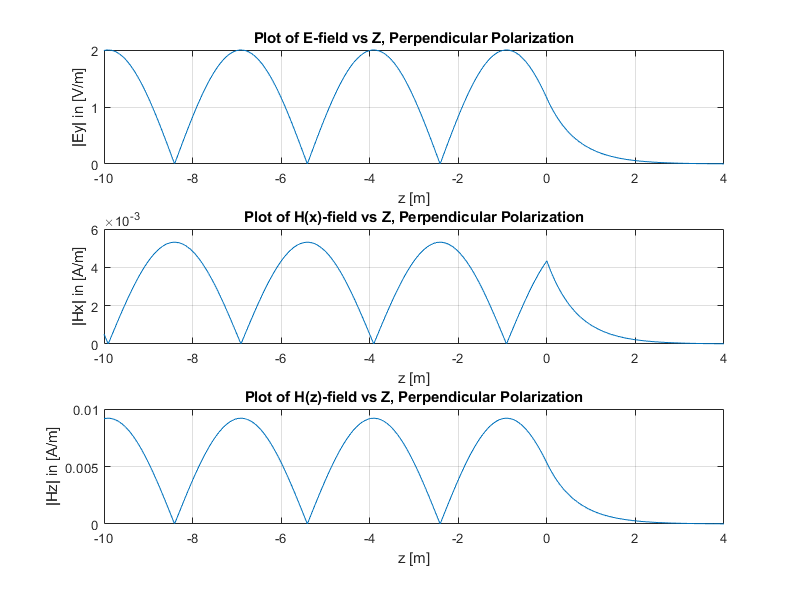 Plot of E-field vs Z, Perpendicular Polarization
|Ey| in [V/m]
2
1
0
-10 -8 -6 -4 -2 0 2 4
z [m]
Plot of H(x)-field vs Z, Perpendicular Polarization
×10-3
|Hx| in [A/m]
6
4
2
0
-10 -8 -6 -4 -2 0 2 4
z [m]
Plot of H(z)-field vs Z, Perpendicular Polarization
|Hz| in [A/m]
0.01
0.005
0
-10 -8 -6 -4 -2 0 2 4
z [m]